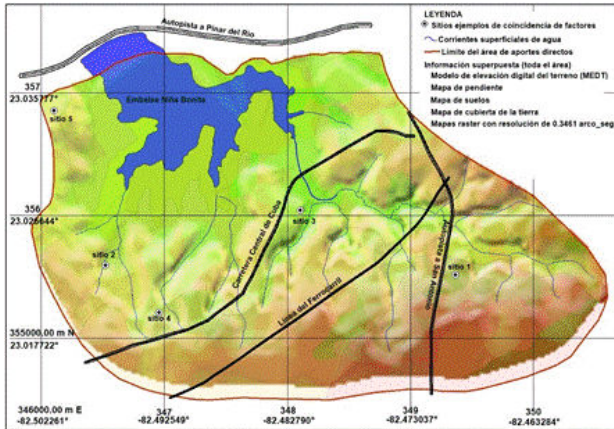 Autopista a Pinar del Rio
LEYENDA
Sitios ejemplos de coincidencia de factores
Corrientes superficiales de agua
Limite del área de aportes directos
Información superpuesta (toda el área)
Modelo de elevación digital del terreno (MEDT)
Mapa de pendiente
Mapa de suelos
Mapa de cubierta de la tierra
Mapas raster con resolución de 0.3461 arco_seg
357
23.035777°
Embalse Niña Bonita
sitio 5
356
23.026644°
sitio 3
Carretera Central de Cuba
Autopista a San Antonio
sitio 2
sitio 1
Línea del Ferrocarril
sitio 4
355000.00 m N
23.017722°
346000.00 m E
347
348
349
350
-82.502261°
-82.492549°
-82.482790°
-82.473037°
-82.463284°